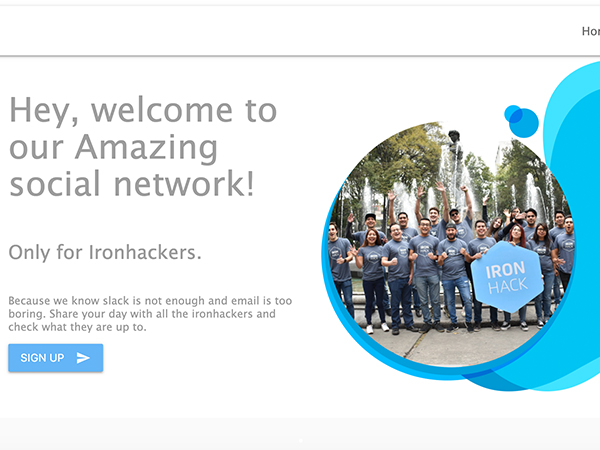 Hey, welcome to
our Amazing
social network!
Only for Ironhackers.
Because we know slack is not enough and email is too
boring. Share your day with all the ironhackers and
check what they are up to.
SIGN UP
IRON
HACK